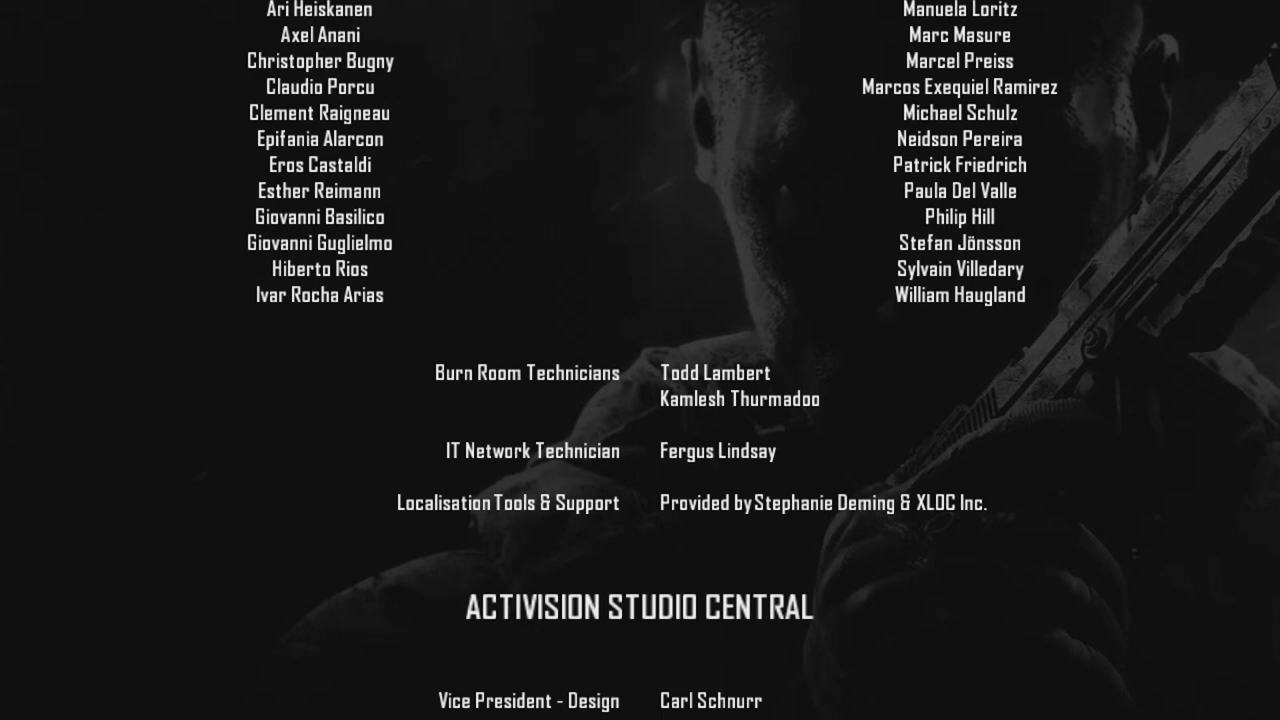 Ari Heiskanen
Axel Anani
Christopher Bugny
Claudio Porcu
Clement Raigneau
Epifania Alarcon
Eros Castaldi
Esther Reimann
Giovanni Basilico
Giovanni Guglielmo
Hiberto Rios
Ivar Rocha Arias
Manuela Loritz
Marc Masure
Marcel Preiss
Marcos Exequiel Ramirez
Michael Schulz
Neidson Pereira
Patrick Friedrich
Paula Del Valle
Philip Hill
Stefan Jönsson
Sylvain Villedary
William Haugland
Burn Room Technicians Todd Lambert
Kamlesh Thurmadoo
IT Network Technician Fergus Lindsay
Localisation Tools & Support Provided by Stephanie Deming & XLOC Inc.
ACTIVISION STUDIO CENTRAL
Vice President - Design Carl Schnurr